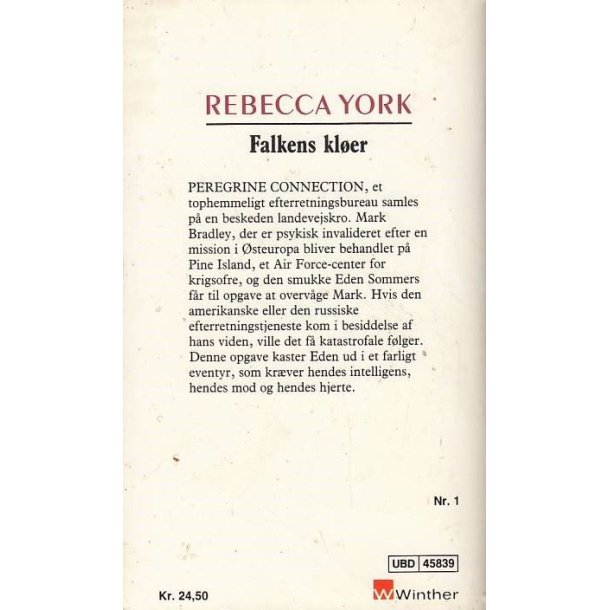 REBECCA YORK
Falkens kløer
PEREGRINE CONNECTION, et
tophemmeligt efterretningsbureau samles
på en beskeden landevejskro. Mark
Bradley, der er psykisk invalideret efter en
mission i Østeuropa bliver behandlet på
Pine Island, et Air Force-center for
krigsofre, og den smukke Eden Sommers
får til opgave at overvåge Mark. Hvis den
amerikanske eller den russiske
efterretningstjeneste kom i besiddelse af
hans viden, ville det få katastrofale følger.
Denne opgave kaster Eden ud i et farligt
eventyr, som kræver hendes intelligens,
hendes mod og hendes hjerte.
Nr. 1
UBD 45839
Kr. 24,50
Winther